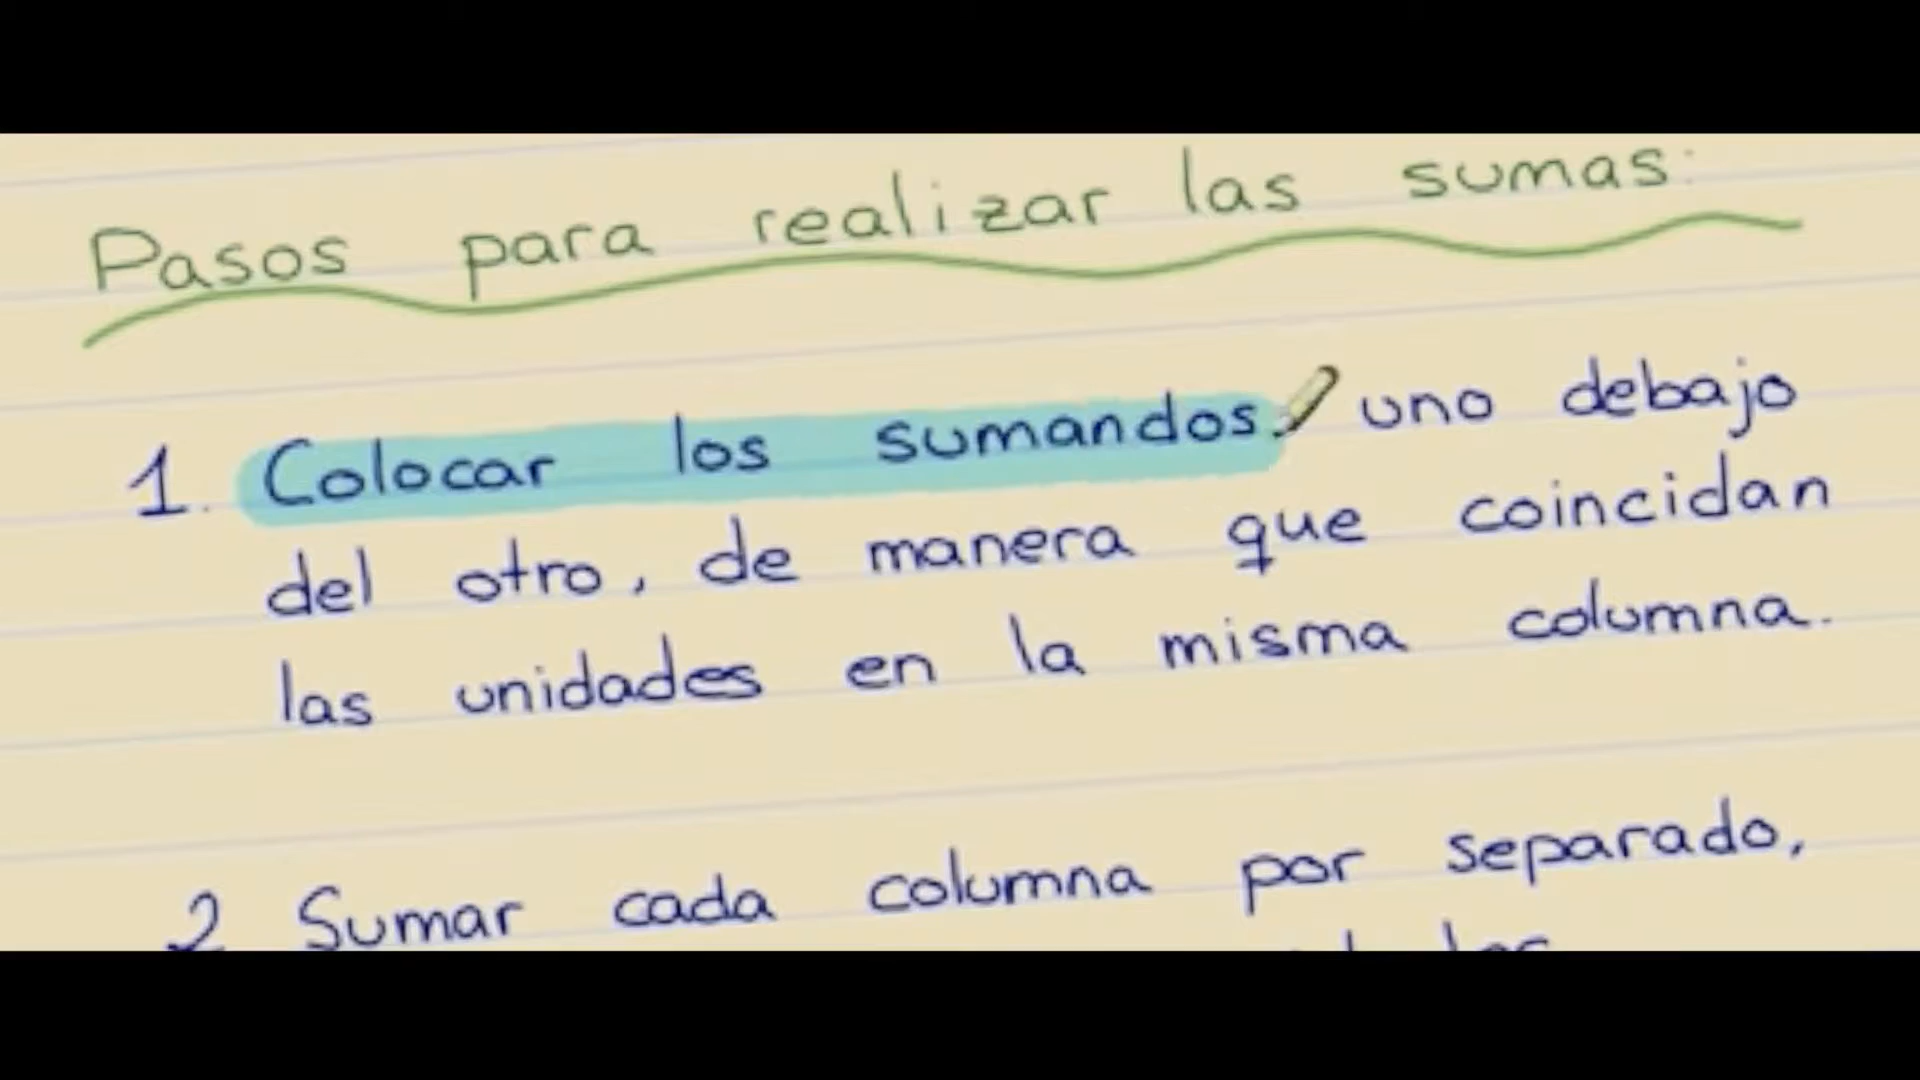 Pasos para realizar las sumas:
1. Colocar los sumandos, uno debajo
del otro, de manera que coincidan
las unidades en la misma columna.
2 Sumar cada columna por separado,